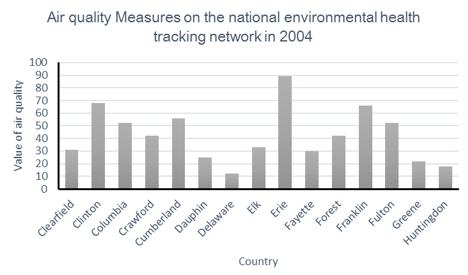 Air quality Measures on the national environmental health
tracking network in 2004
Value of air quality
100
90
80
70
60
50
40
30
20
10
0
Clearfield
Clinton
Columbia
Crawford
Cumberland
Dauphin
Delaware
Elk
Erie
Fayette
Forest
Franklin
Fulton
Greene
Huntingdon
Country